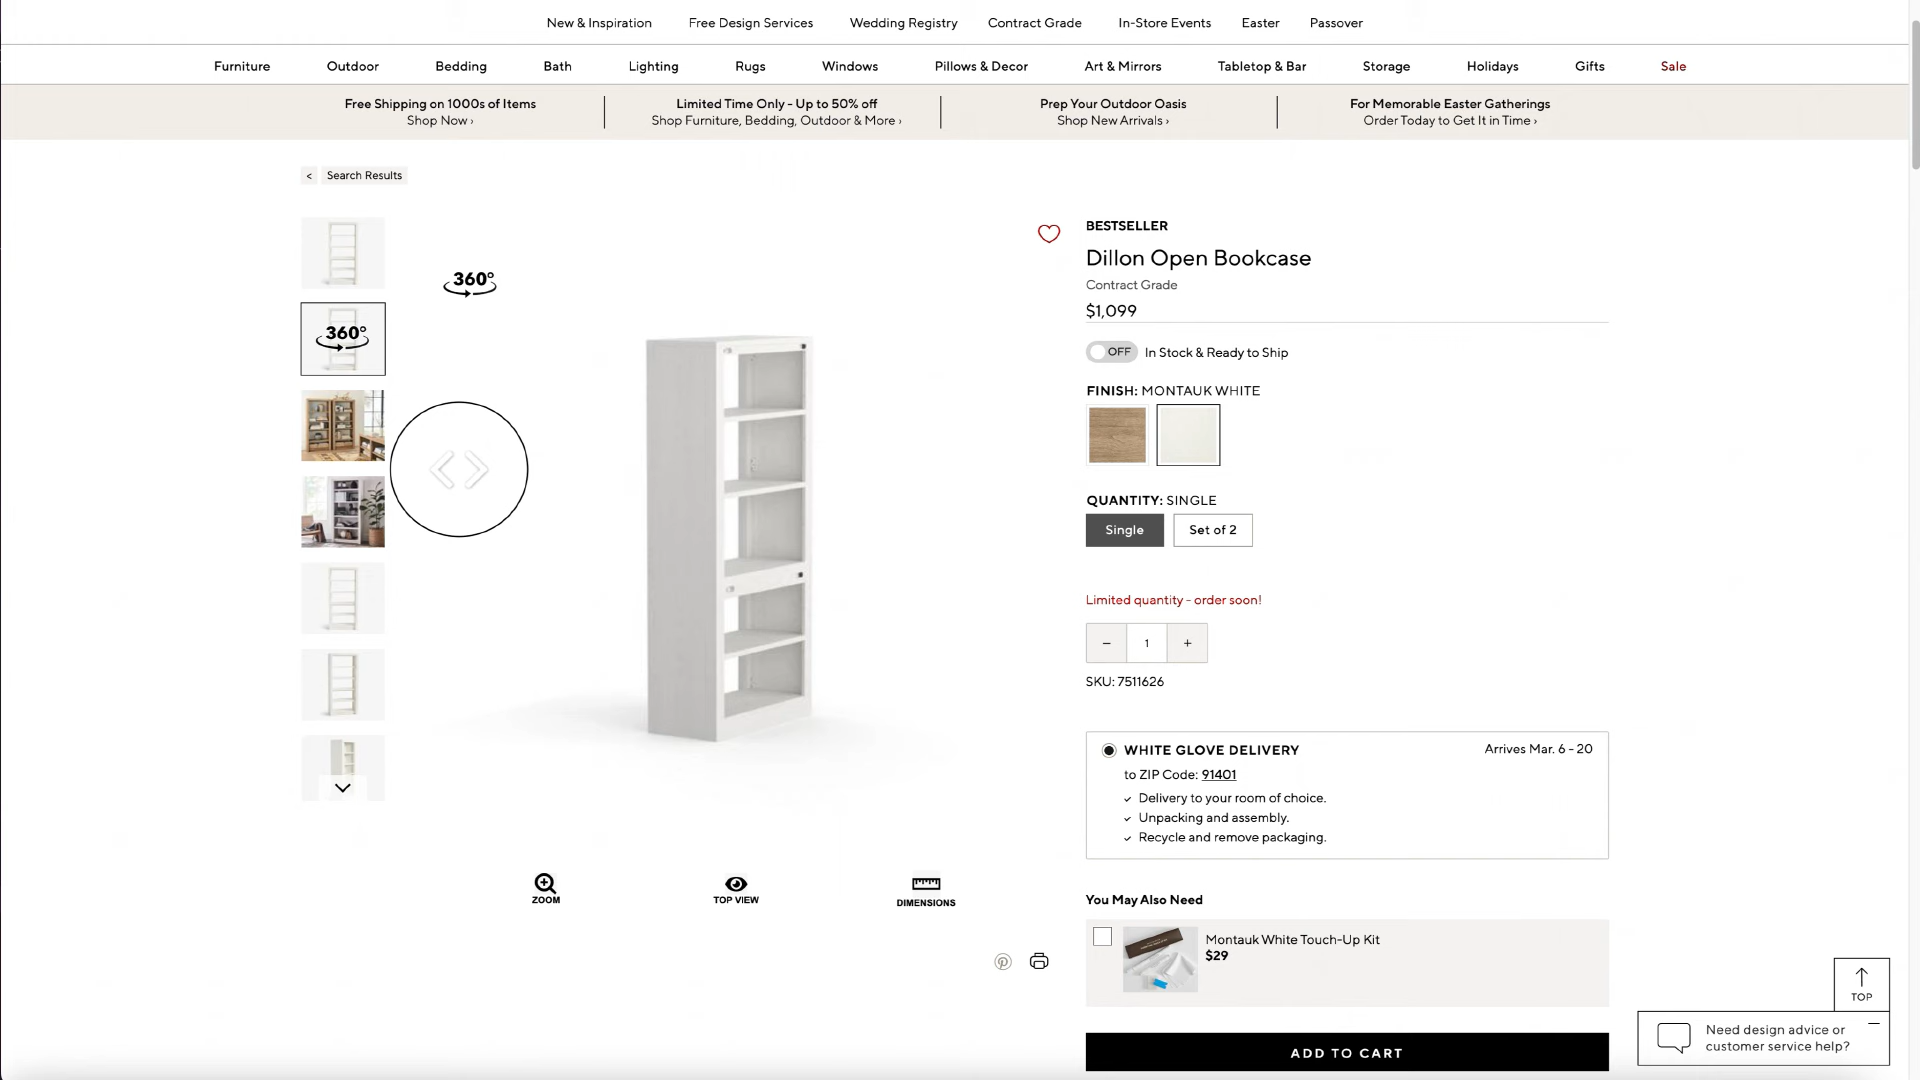 New & Inspiration
Free Design Services
Wedding Registry
Contract Grade
In-Store Events
Easter
Passover
Furniture
Outdoor
Bedding
Bath
Lighting
Rugs
Windows
Pillows & Decor
Art & Mirrors
Tabletop & Bar
Storage
Holidays
Gifts
Sale
Free Shipping on 1000s of Items
Shop Now ›
Limited Time Only - Up to 50% off
Shop Furniture, Bedding, Outdoor & More ›
Prep Your Outdoor Oasis
Shop New Arrivals ›
For Memorable Easter Gatherings
Order Today to Get It in Time ›
< Search Results
360°
360°
BESTSELLER
Dillon Open Bookcase
Contract Grade
$1,099
OFF In Stock & Ready to Ship
FINISH: MONTAUK WHITE
QUANTITY: SINGLE
Single
Set of 2
Limited quantity - order soon!
− 1 +
SKU: 7511626
WHITE GLOVE DELIVERY
Arrives Mar. 6 - 20
to ZIP Code: 91401
Delivery to your room of choice.
Unpacking and assembly.
Recycle and remove packaging.
ZOOM
TOP VIEW
DIMENSIONS
You May Also Need
Montauk White Touch-Up Kit
$29
ADD TO CART
TOP
Need design advice or
customer service help?